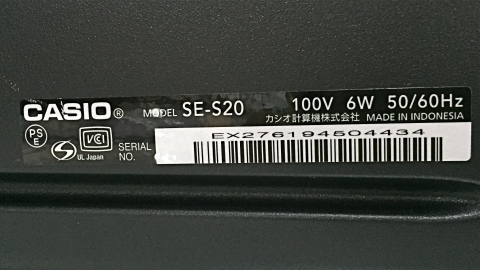 CASIO® MODEL SE-S20 100V 6W 50/60Hz
カシオ計算機株式会社 MADE IN INDONESIA
PS
E
VCI
S
UL Japan
SERIAL
NO.
EX276194504434